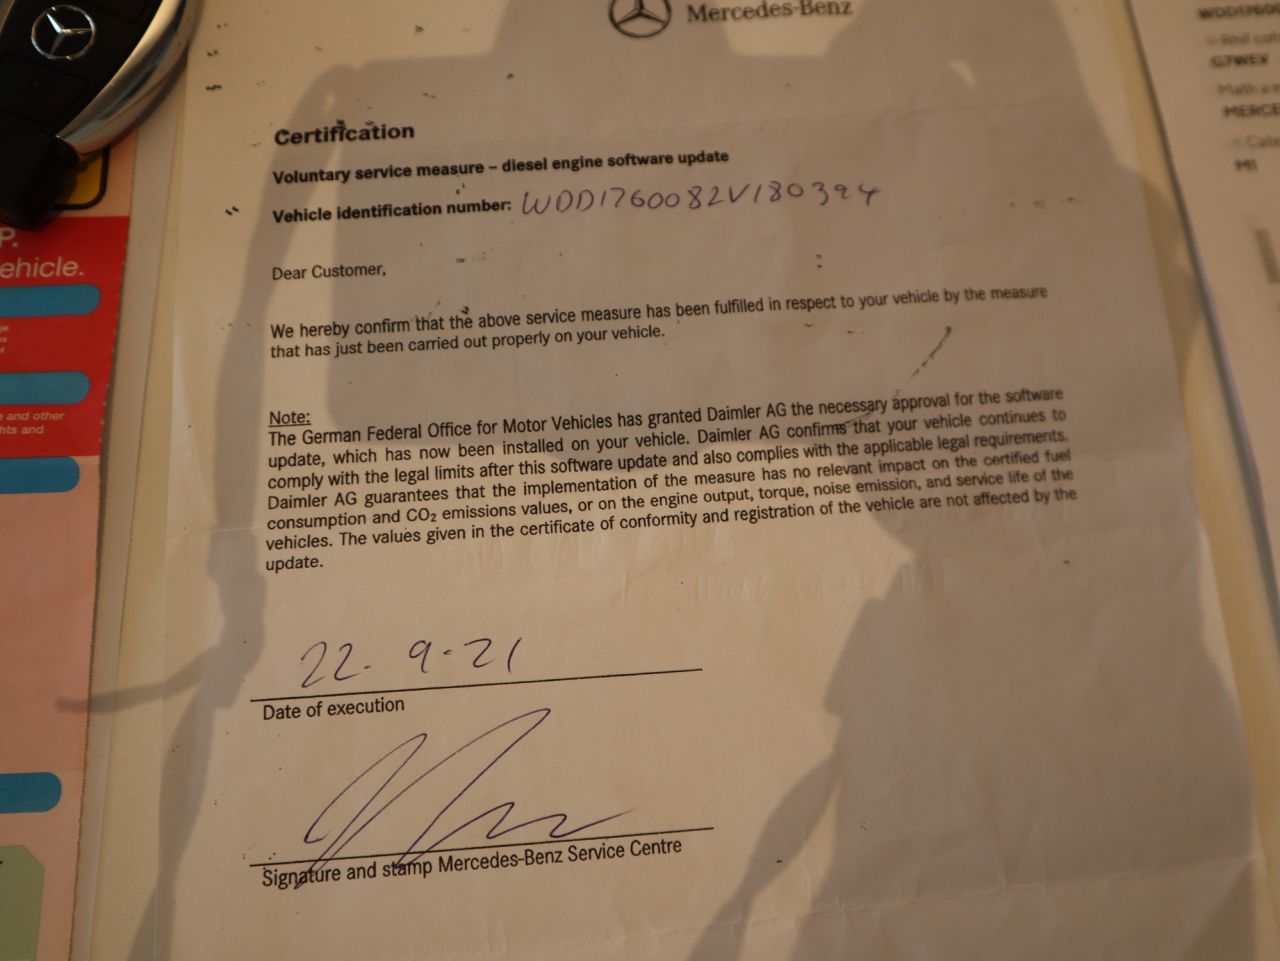 Mercedes-Benz
Certification
Voluntary service measure – diesel engine software update
Vehicle identification number: WDD1760082V180394
Dear Customer,
We hereby confirm that the above service measure has been fulfilled in respect to your vehicle by the measure
that has just been carried out properly on your vehicle.
Note:
The German Federal Office for Motor Vehicles has granted Daimler AG the necessary approval for the software
update, which has now been installed on your vehicle. Daimler AG confirms that your vehicle continues to
comply with the legal limits after this software update and also complies with the applicable legal requirements.
Daimler AG guarantees that the implementation of the measure has no relevant impact on the certified fuel
consumption and CO₂ emissions values, or on the engine output, torque, noise emission, and service life of the
vehicles. The values given in the certificate of conformity and registration of the vehicle are not affected by the
update.
22. 9.21
Date of execution
Signature and stamp Mercedes-Benz Service Centre
P.
ehicle.
and other
hts and
MERCE
M1